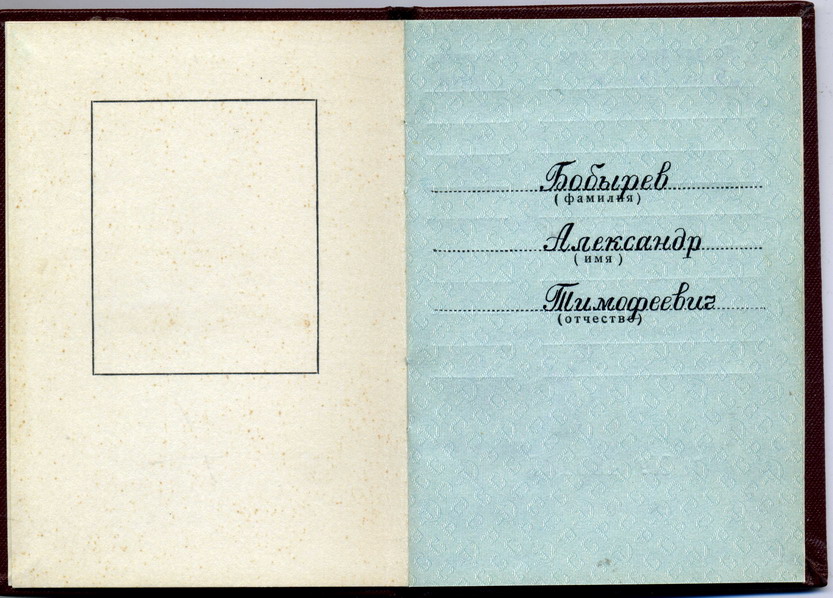 Бобырев
(фамилия)
Александр
(имя)
Тимофеевич
(отчество)